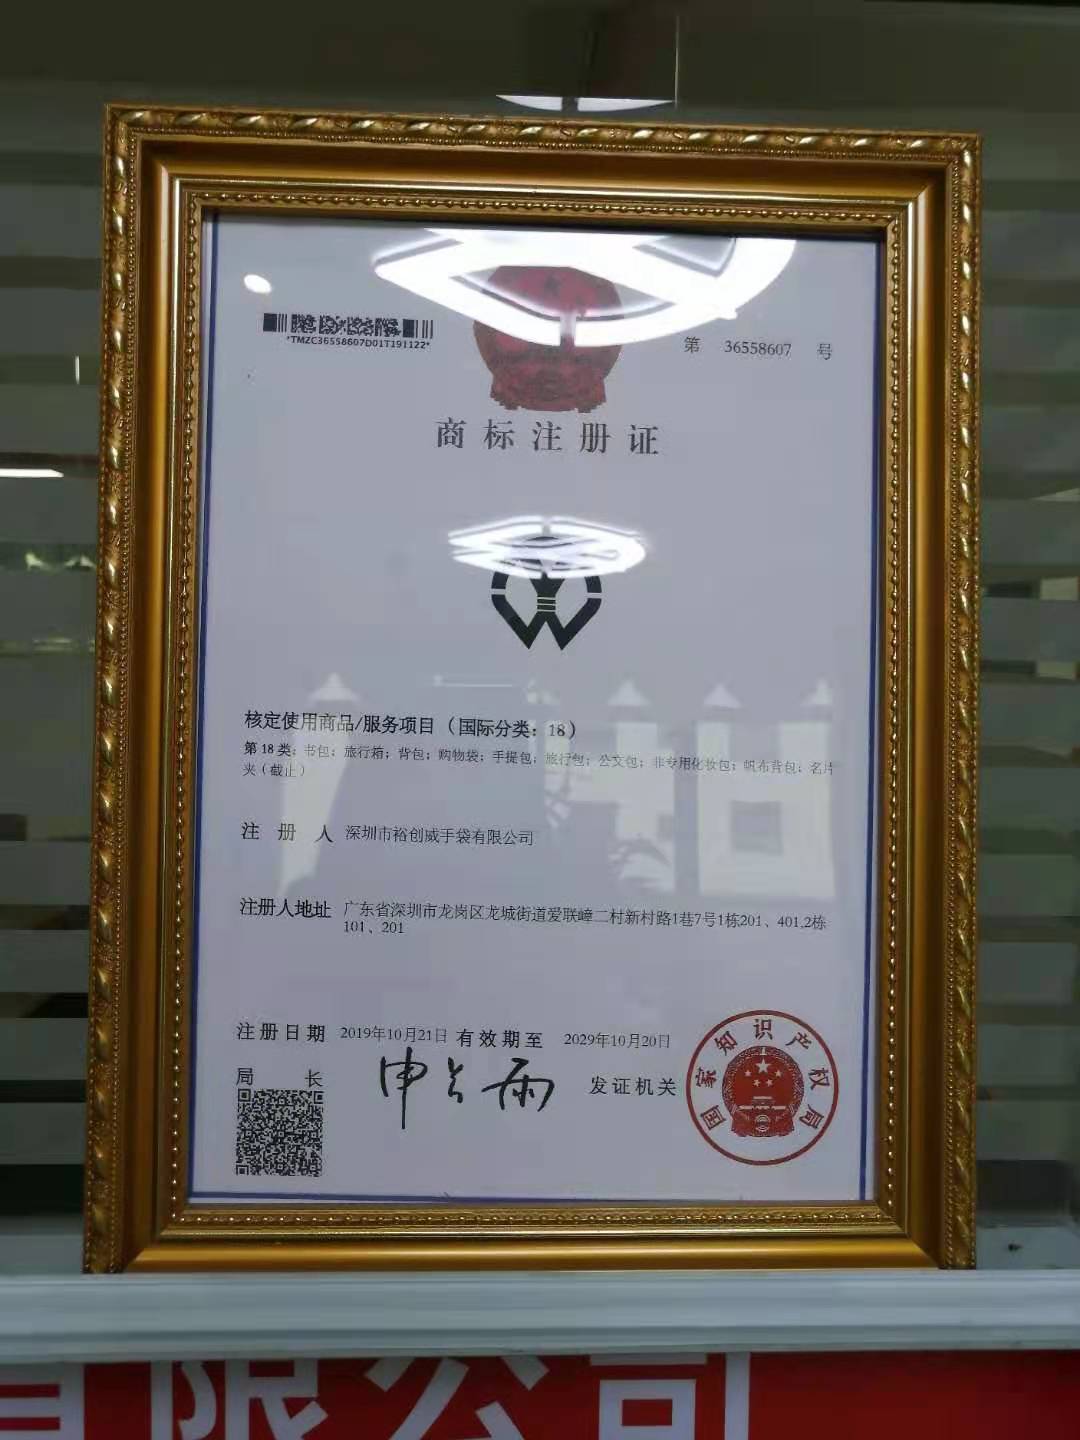 *TMZC36558607D01T191122*
第 36558607 号
商标注册证
核定使用商品/服务项目（国际分类：18）
第18类：书包；旅行箱；背包；购物袋；手提包；旅行包；公文包；非专用化妆包；帆布背包；名片
夹（截止）
注册人 深圳市裕创威手袋有限公司
注册人地址 广东省深圳市龙岗区龙城街道爱联嶂二村新村路1巷7号1栋201、401,2栋
101、201
注册日期 2019年10月21日 有效期至 2029年10月20日
局长 申长雨 发证机关
国家知识产权局
有限公司